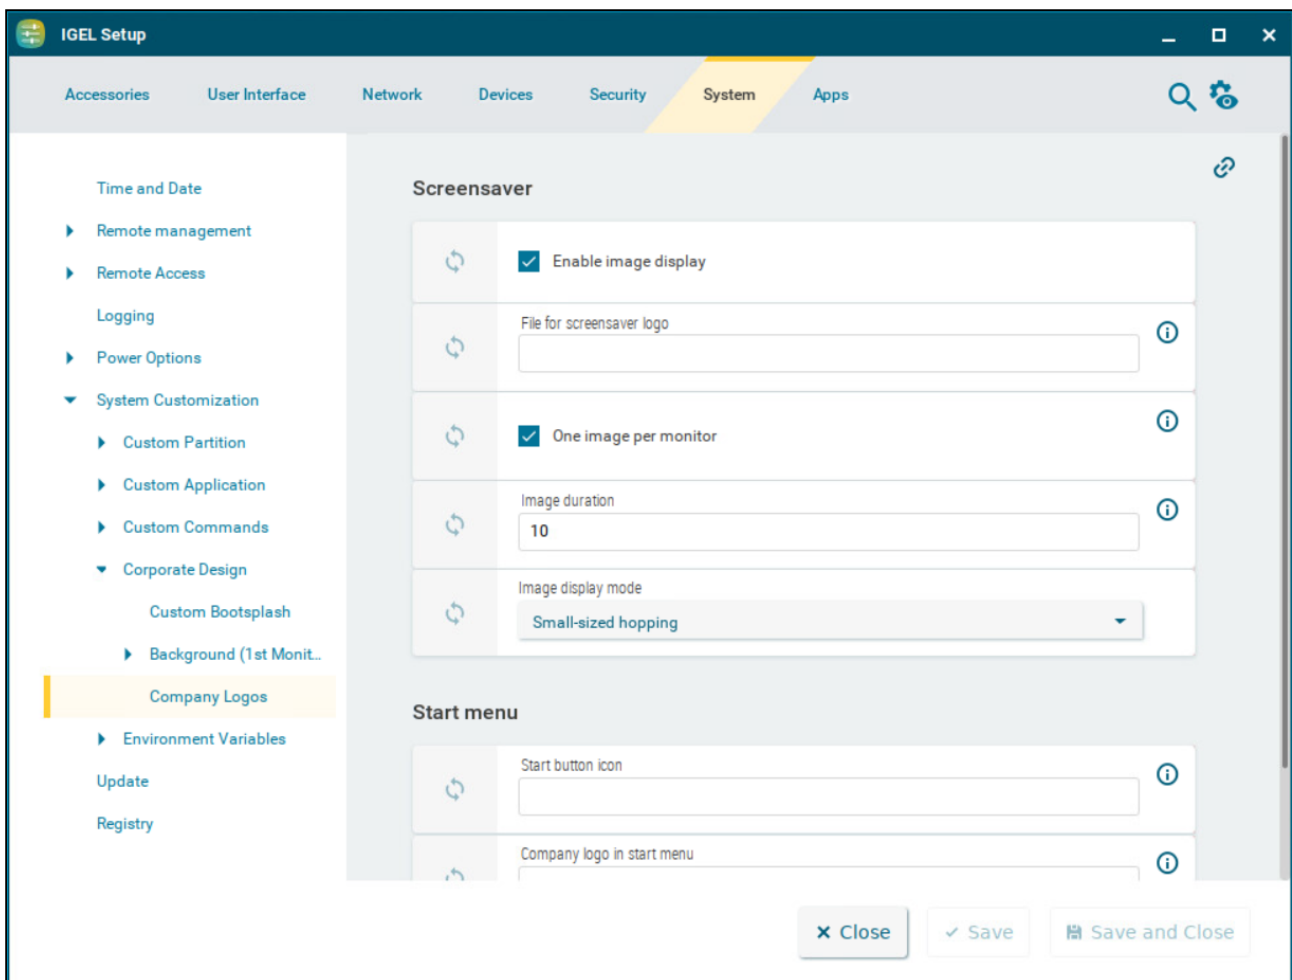 IGEL Setup
Accessories
User Interface
Network
Devices
Security
System
Apps
Time and Date
Remote management
Remote Access
Logging
Power Options
System Customization
Custom Partition
Custom Application
Custom Commands
Corporate Design
Custom Bootsplash
Background (1st Monit...
Company Logos
Environment Variables
Update
Registry
Screensaver
Enable image display
File for screensaver logo
One image per monitor
Image duration
10
Image display mode
Small-sized hopping
Start menu
Start button icon
Company logo in start menu
Close
Save
Save and Close